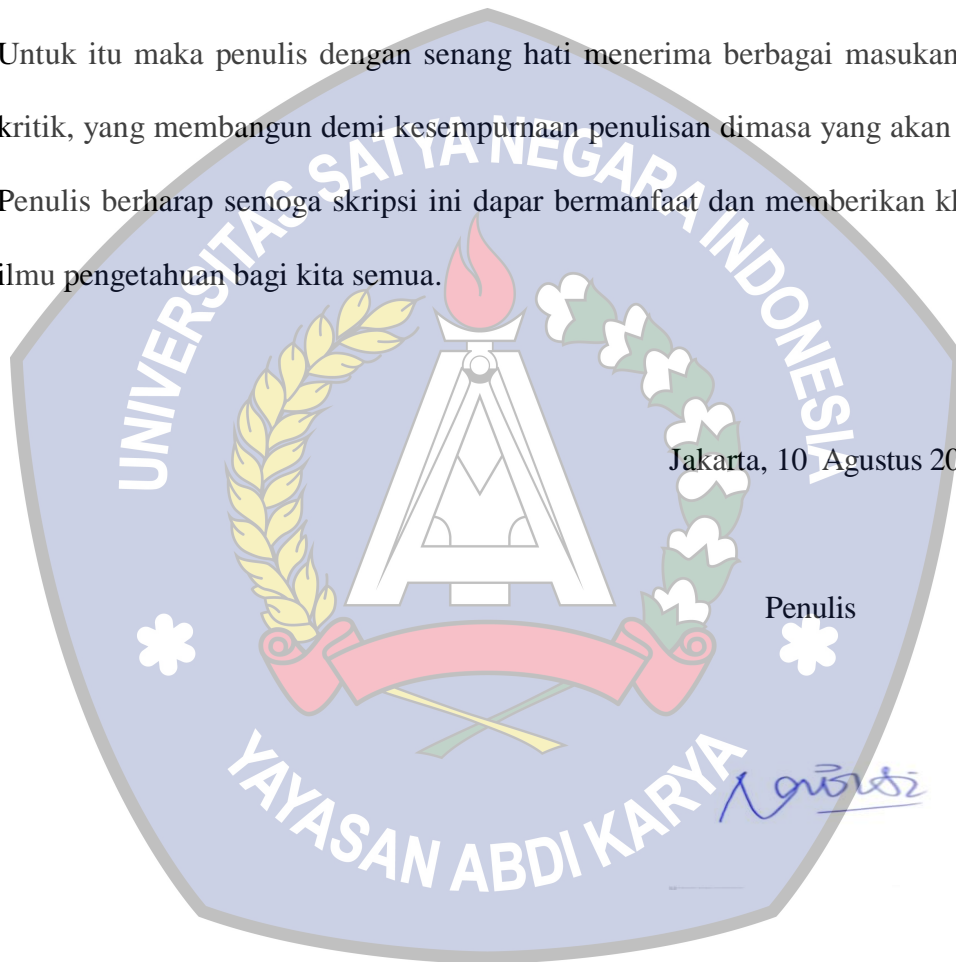 Untuk itu maka penulis dengan senang hati menerima berbagai masukan
kritik, yang membangun demi kesempurnaan penulisan dimasa yang akan
Penulis berharap semoga skripsi ini dapar bermanfaat dan memberikan
ilmu pengetahuan bagi kita semua.
UNIVERSITAS SATYA NEGARA INDONESIA
Jakarta, 10 Agustus 20
Penulis
YAYASAN ABDI KARYA